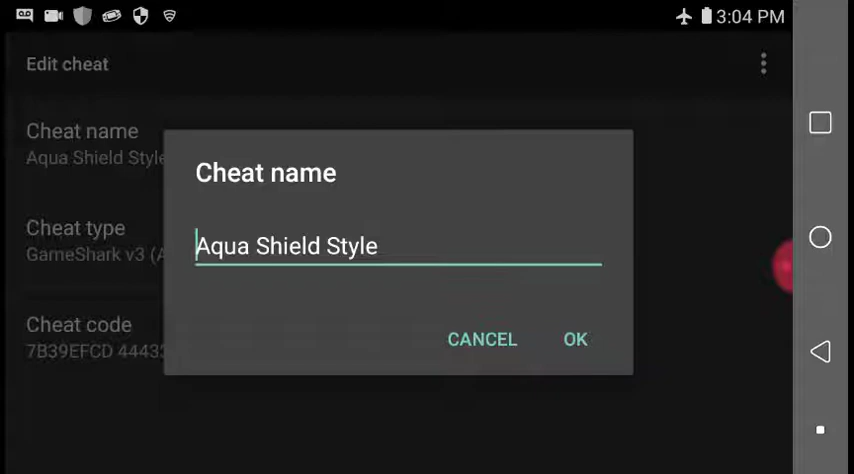 3:04 PM
Edit cheat
Cheat name
Aqua Shield Style
Cheat type
GameShark v3 (A
Cheat code
7B39EFCD 4443
Cheat name
Aqua Shield Style
CANCEL OK